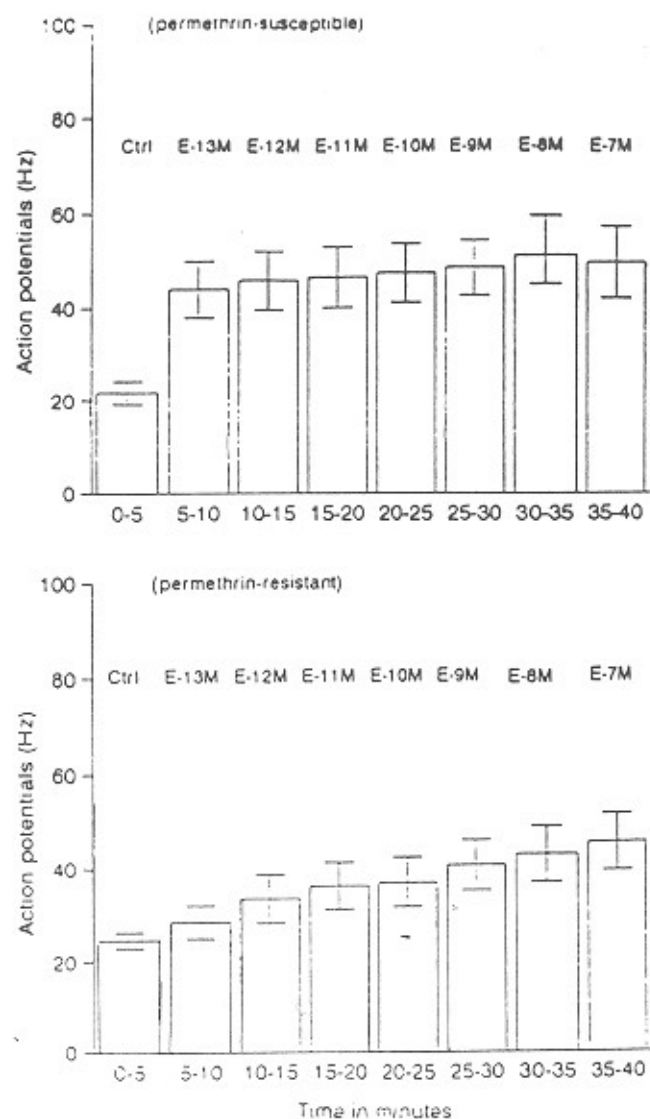 100 (permethrin-susceptible)
80
Ctrl E-13M E-12M E-11M E-10M E-9M E-8M E-7M
60
40
20
0
0-5 5-10 10-15 15-20 20-25 25-30 30-35 35-40
Action potentials (Hz)
100 (permethrin-resistant)
80 Ctrl E-13M E-12M E-11M E-10M E-9M E-8M E-7M
60
40
20
0
0-5 5-10 10-15 15-20 20-25 25-30 30-35 35-40
Action potentials (Hz)
Time in minutes